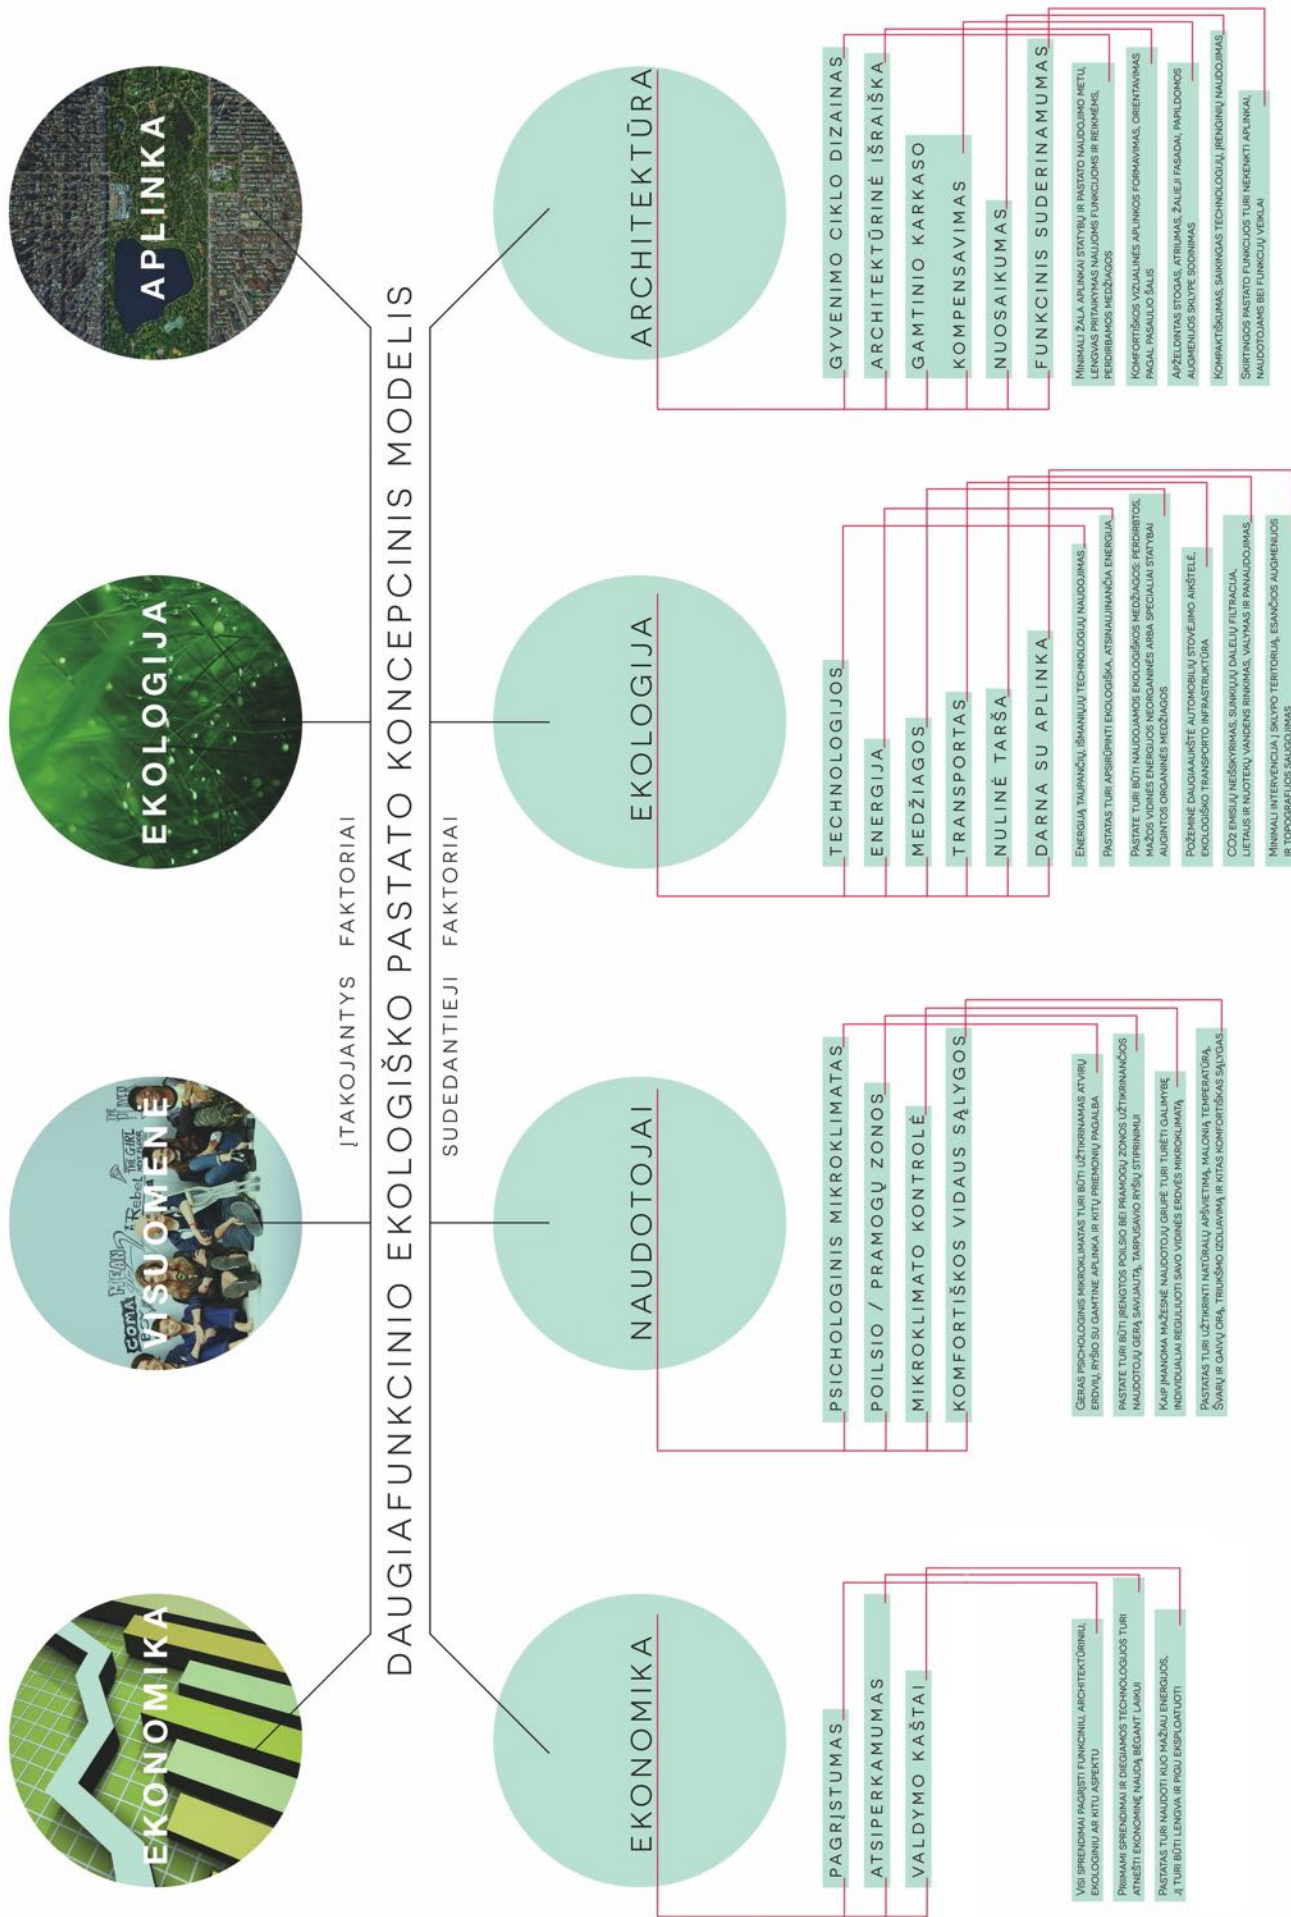 EKONOMIKA
VISUOMENĖ
EKOLOGIJA
APLINKA
COMA
MEAN
Rebel
THE GIRL
ĮTAKOJANTYS FAKTORIAI
DAUGIAFUNKCINIO EKOLOGIŠKO PASTATO KONCEPCINIS MODELIS
SUDEDANTIEJI FAKTORIAI
EKONOMIKA
PAGRĮSTUMAS
ATSIPERKAMUMAS
VALDYMO KAŠTAI
VISI SPRENDIMAI PAGRĮSTI FUNKCINIU, ARCHITEKTŪRINIU,
EKOLOGINIU AR KITU ASPEKTU
PRIIMAMI SPRENDIMAI IR DIEGIAMOS TECHNOLOGIJOS TURI
ATNEŠTI EKONOMINĘ NAUDĄ BĖGANT LAIKUI
PASTATAS TURI NAUDOTI KUO MAŽIAU ENERGIJOS,
JĮ TURI BŪTI LENGVA IR PIGU EKSPLOATUOTI
NAUDOTOJAI
PSICHOLOGINIS MIKROKLIMATAS
POILSIO / PRAMOGŲ ZONOS
MIKROKLIMATO KONTROLĖ
KOMFORTIŠKOS VIDAUS SĄLYGOS
GERAS PSICHOLOGINIS MIKROKLIMATAS TURI BŪTI UŽTIKRINAMAS ATVIRŲ
ERDVIŲ, RYŠIO SU GAMTINE APLINKA IR KITŲ PRIEMONIŲ PAGALBA
PASTATE TURI BŪTI ĮRENGTOS POILSIO BEI PRAMOGŲ ZONOS UŽTIKRINANČIOS
NAUDOTOJŲ GERĄ SAVIJAUTĄ, TARPUSAVIO RYŠIŲ STIPRINIMUI
KAIP ĮMANOMA MAŽESNĖ NAUDOTOJŲ GRUPĖ TURI TURĖTI GALIMYBĘ
INDIVIDUALIAI REGULIUOTI SAVO VIDINĖS ERDVĖS MIKROKLIMATĄ
PASTATAS TURI UŽTIKRINTI NATŪRALŲ APŠVIETIMĄ, MALONIĄ TEMPERATŪRĄ,
ŠVARŲ IR GAIVŲ ORĄ, TRIUKŠMO IZOLIAVIMĄ IR KITAS KOMFORTIŠKAS SĄLYGAS
EKOLOGIJA
TECHNOLOGIJOS
ENERGIJA
MEDŽIAGOS
TRANSPORTAS
NULINĖ TARŠA
DARNA SU APLINKA
ENERGIJĄ TAUPANČIŲ, IŠMANIŲJŲ TECHNOLOGIJŲ NAUDOJIMAS
PASTATAS TURI APSIRŪPINTI EKOLOGIŠKA, ATSINAUJINANČIA ENERGIJA
PASTATE TURI BŪTI NAUDOJAMOS EKOLOGIŠKOS MEDŽIAGOS: PERDIRBTOS,
MAŽOS VIDINĖS ENERGIJOS NEORGANINĖS ARBA SPECIALIAI STATYBAI
AUGINTOS ORGANINĖS MEDŽIAGOS
POŽEMINĖ DAUGIAAUKŠTĖ AUTOMOBILIŲ STOVĖJIMO AIKŠTELĖ,
EKOLOGIŠKO TRANSPORTO INFRASTRUKTŪRA
CO2 EMISIJŲ NEIŠSKYRIMAS, SUNKIŲJŲ DALELIŲ FILTRACIJA,
LIETAUS IR NUOTEKŲ VANDENS RINKIMAS, VALYMAS IR PANAUDOJIMAS
MINIMALI INTERVENCIJA Į SKLYPO TERITORIJĄ, ESANČIOS AUGMENIJOS
IR TOPOGRAFIJOS SAUGOJIMAS
ARCHITEKTŪRA
GYVENIMO CIKLO DIZAINAS
ARCHITEKTŪRINĖ IŠRAIŠKA
GAMTINIO KARKASO
KOMPENSAVIMAS
NUOSAIKUMAS
FUNKCINIS SUDERINAMUMAS
MINIMALI ŽALA APLINKAI STATYBŲ IR PASTATO NAUDOJIMO METU,
LENGVAS PRITAIKYMAS NAUJOMS FUNKCIJOMS IR REIKMĖMS,
PERDIRBAMOS MEDŽIAGOS
KOMFORTIŠKOS VIZUALINĖS APLINKOS FORMAVIMAS, ORIENTAVIMAS
PAGAL PASAULIO ŠALIS
APŽELDINTAS STOGAS, ATRIUMAS, ŽALIEJI FASADAI, PAPILDOMOS
AUGMENIJOS SKLYPE SODINIMAS
KOMPAKTIŠKUMAS, SAIKINGAS TECHNOLOGIJŲ, ĮRENGINIŲ NAUDOJIMAS
SKIRTINGOS PASTATO FUNKCIJOS TURI NEKENKTI APLINKAI,
NAUDOTOJAMS BEI FUNKCIJŲ VEIKLAI